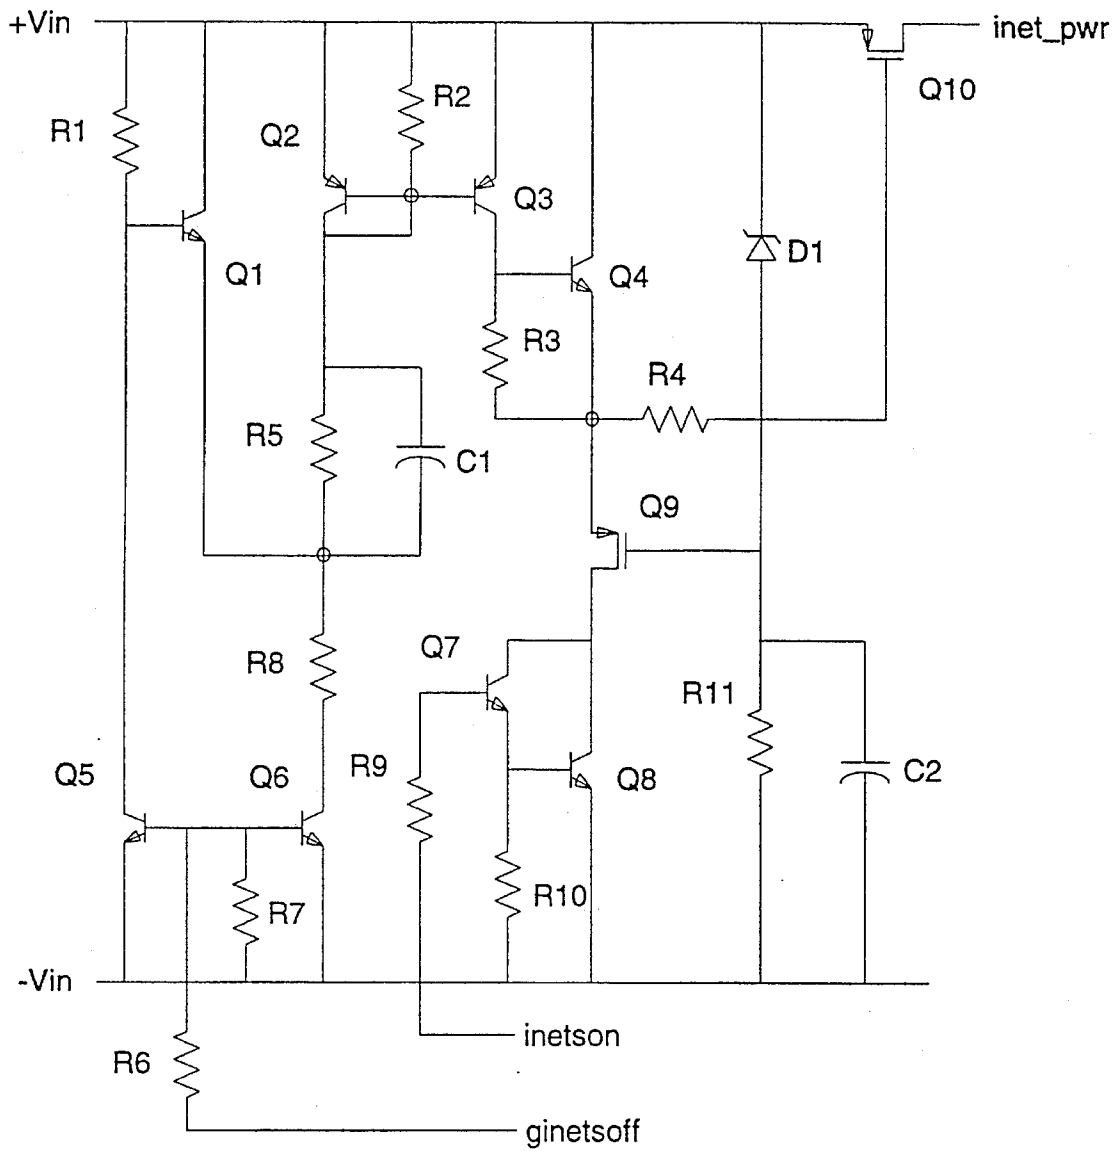 +Vin
inet_pwr
Q10
R2
R1
Q2
Q3
Q1
Q4
D1
R3
R4
R5
C1
Q9
Q7
R8
R11
Q5
Q6
R9
Q8
C2
R10
R7
-Vin
inetson
R6
ginetsoff